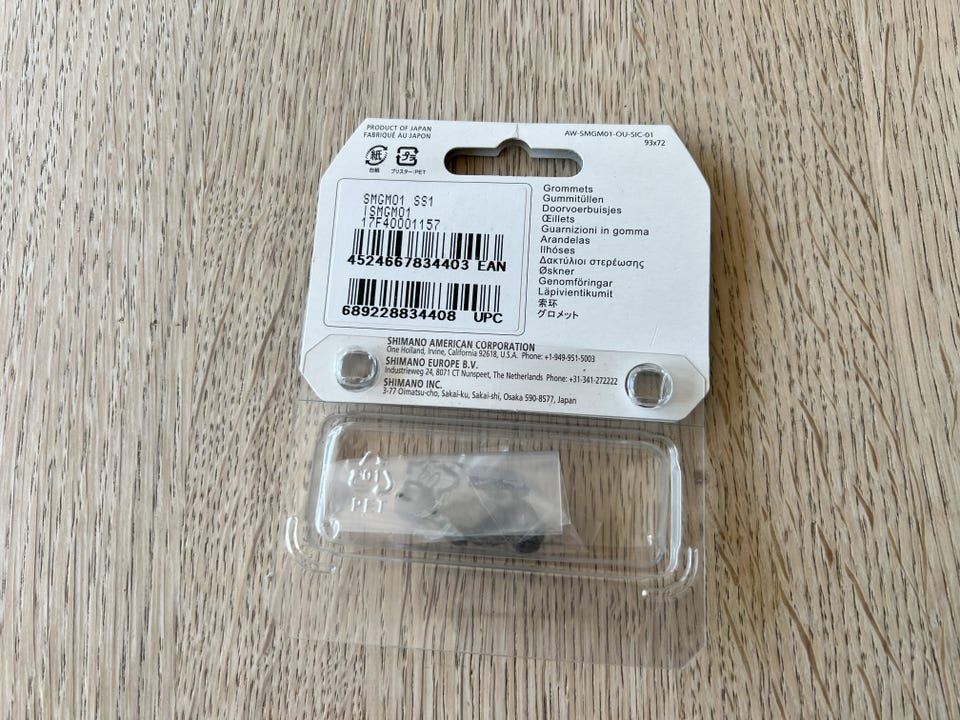 PRODUCT OF JAPAN
FABRIQUÉ AU JAPON
AW-SMGM01-OU-SIC-01
93x72
紙 プラ
台紙 ブリスター:PET
SMGM01 SS1
ISMGM01
17F40001157
4524667834403 EAN
689228834408 UPC
Grommets
Gummitüllen
Doorvoerbuisjes
Œillets
Guarnizioni in gomma
Arandelas
Ilhóses
Δακτύλιοι στερέωσης
Øskner
Genomföringar
Läpivientikumit
索环
グロメット
SHIMANO AMERICAN CORPORATION
One Holland, Irvine, California 92618, U.S.A. Phone: +1-949-951-5003
SHIMANO EUROPE B.V.
Industrieweg 24, 8071 CT Nunspeet, The Netherlands Phone: +31-341-272222
SHIMANO INC.
3-77 Oimatsu-cho, Sakai-ku, Sakai-shi, Osaka 590-8577, Japan
01
PET